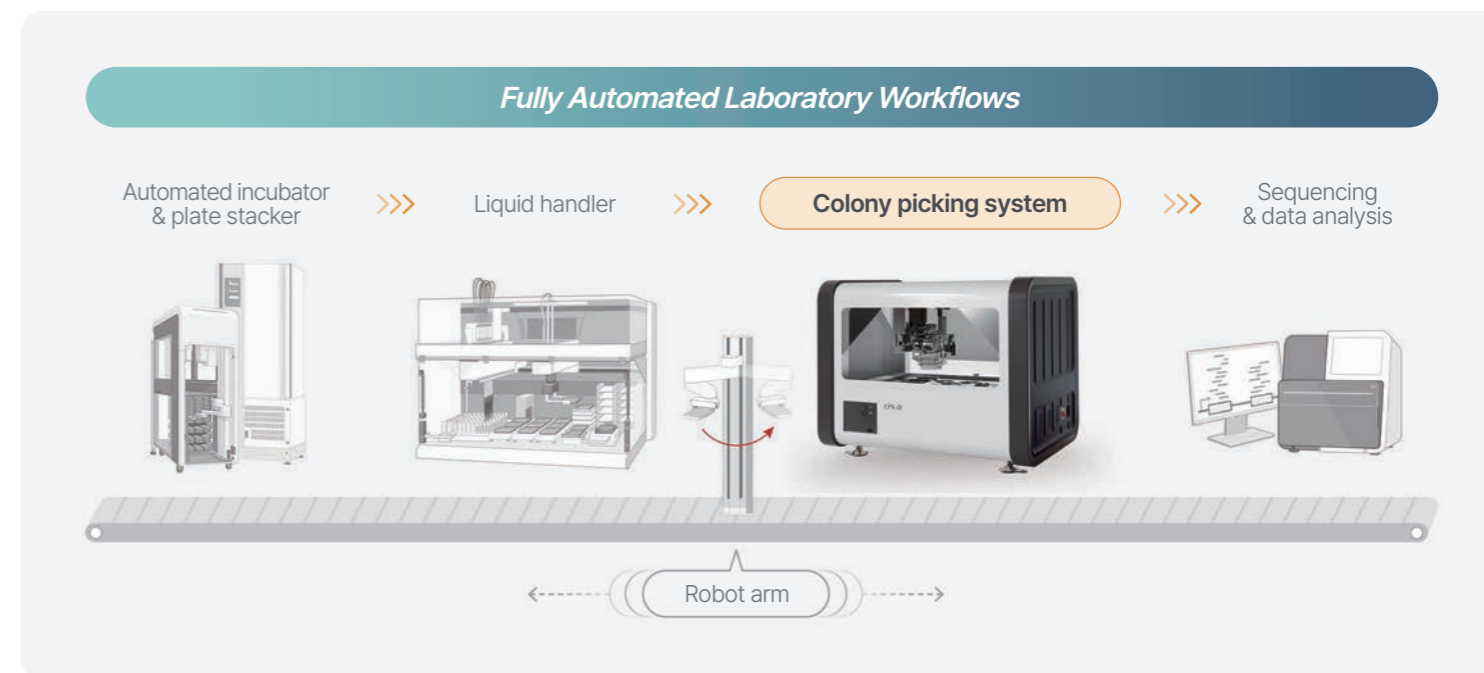 Fully Automated Laboratory Workflows
Automated incubator
& plate stacker
Liquid handler
Colony picking system
Sequencing
& data analysis
Robot arm